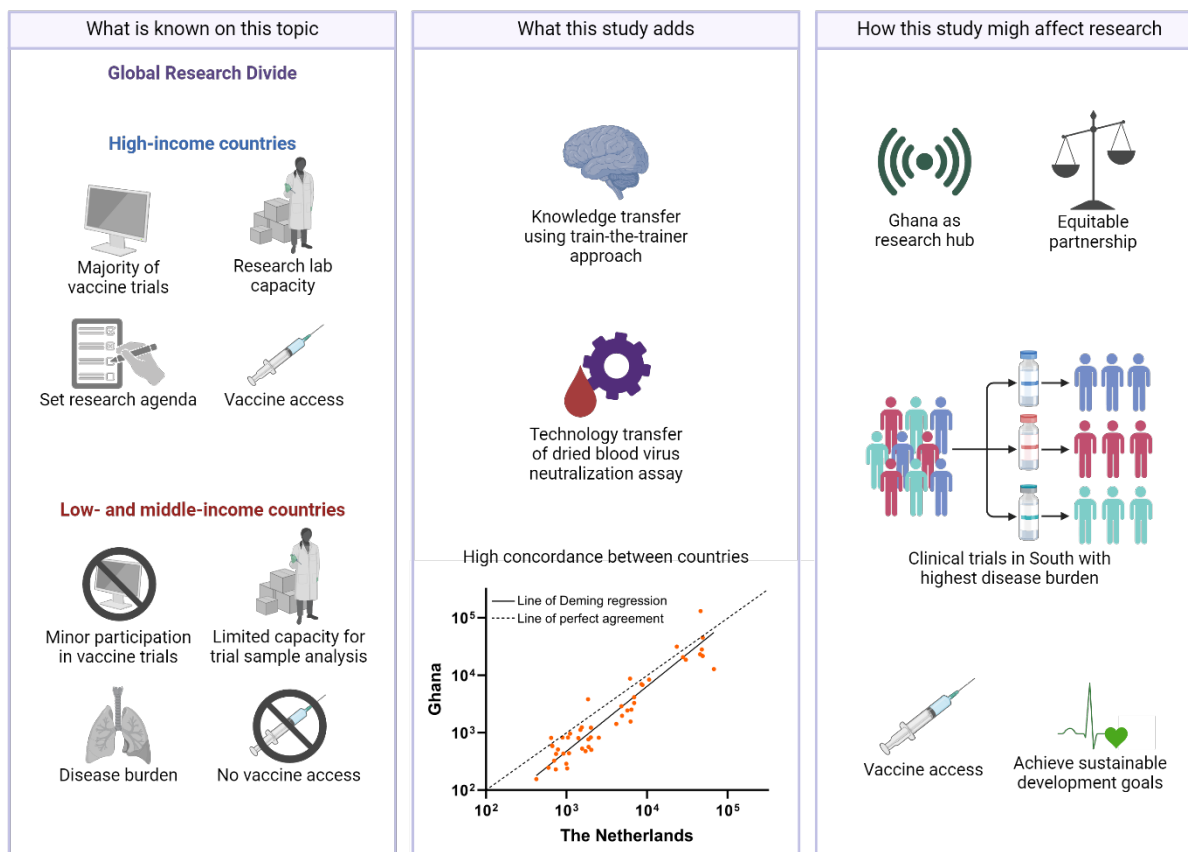 What is known on this topic
Global Research Divide
High-income countries
Majority of
vaccine trials
Research lab
capacity
Set research agenda
Vaccine access
Low- and middle-income countries
Minor participation
in vaccine trials
Limited capacity for
trial sample analysis
Disease burden
No vaccine access
What this study adds
Knowledge transfer
using train-the-trainer
approach
Technology transfer
of dried blood virus
neutralization assay
High concordance between countries
Line of Deming regression
Line of perfect agreement
Ghana
10⁵
10⁴
10³
10²
10² 10³ 10⁴ 10⁵
The Netherlands
How this study migh affect research
Ghana as
research hub
Equitable
partnership
Clinical trials in South with
highest disease burden
Vaccine access
Achieve sustainable
development goals